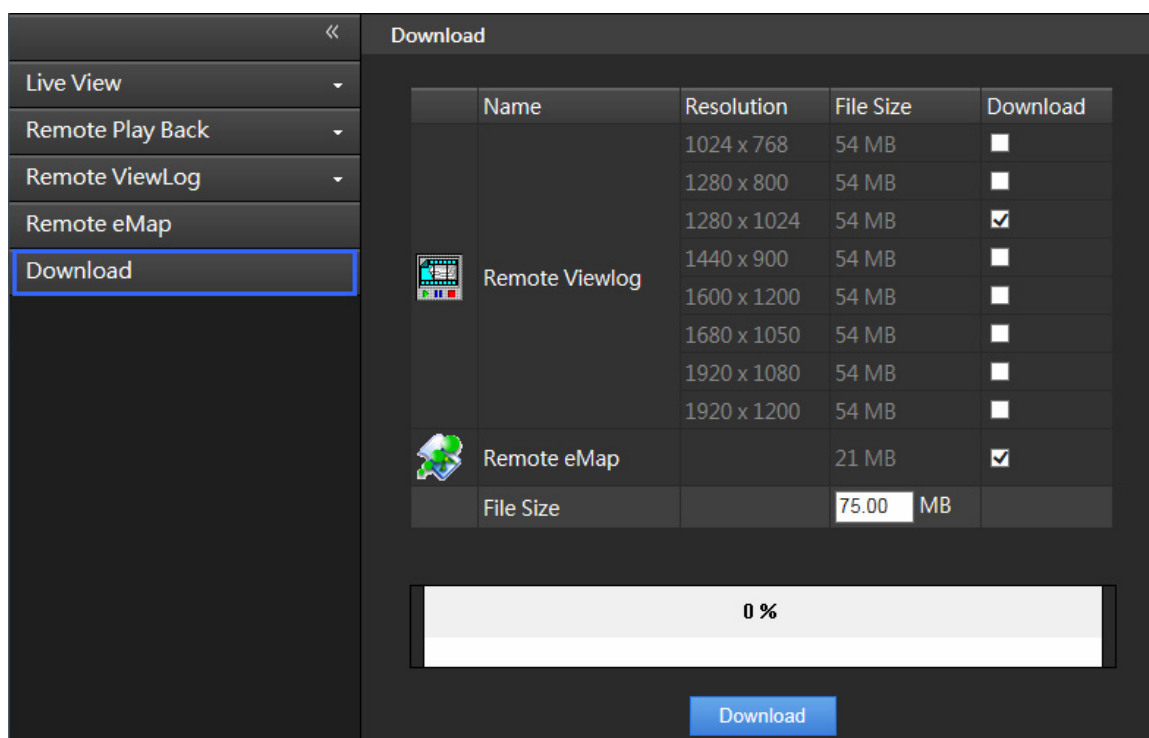 «
Live View
Remote Play Back
Remote ViewLog
Remote eMap
Download
Download
Name Resolution File Size Download
Remote Viewlog
1024 x 768 54 MB
1280 x 800 54 MB
1280 x 1024 54 MB
1440 x 900 54 MB
1600 x 1200 54 MB
1680 x 1050 54 MB
1920 x 1080 54 MB
1920 x 1200 54 MB
Remote eMap 21 MB
File Size 75.00 MB
0 %
Download